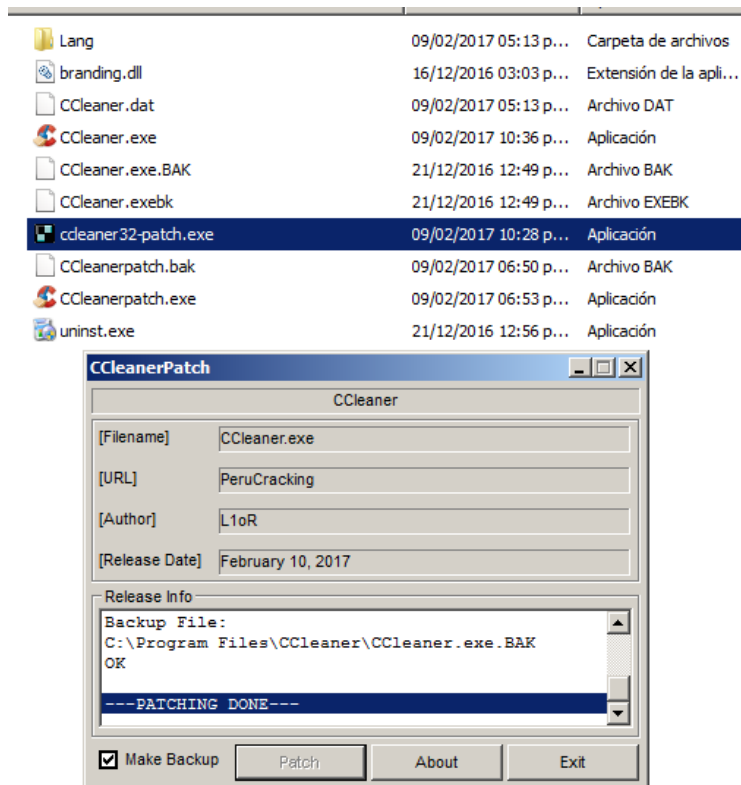 Lang 09/02/2017 05:13 p... Carpeta de archivos
branding.dll 16/12/2016 03:03 p... Extensión de la apli...
CCleaner.dat 09/02/2017 05:13 p... Archivo DAT
CCleaner.exe 09/02/2017 10:36 p... Aplicación
CCleaner.exe.BAK 21/12/2016 12:49 p... Archivo BAK
CCleaner.exebk 21/12/2016 12:49 p... Archivo EXEBK
ccleaner32-patch.exe 09/02/2017 10:28 p... Aplicación
CCleanerpatch.bak 09/02/2017 06:50 p... Archivo BAK
CCleanerpatch.exe 09/02/2017 06:53 p... Aplicación
uninst.exe 21/12/2016 12:56 p... Aplicación
CCleanerPatch
CCleaner
[Filename] CCleaner.exe
[URL] PeruCracking
[Author] L1oR
[Release Date] February 10, 2017
Release Info
Backup File:
C:\Program Files\CCleaner\CCleaner.exe.BAK
OK
---PATCHING DONE---
Make Backup Patch About Exit